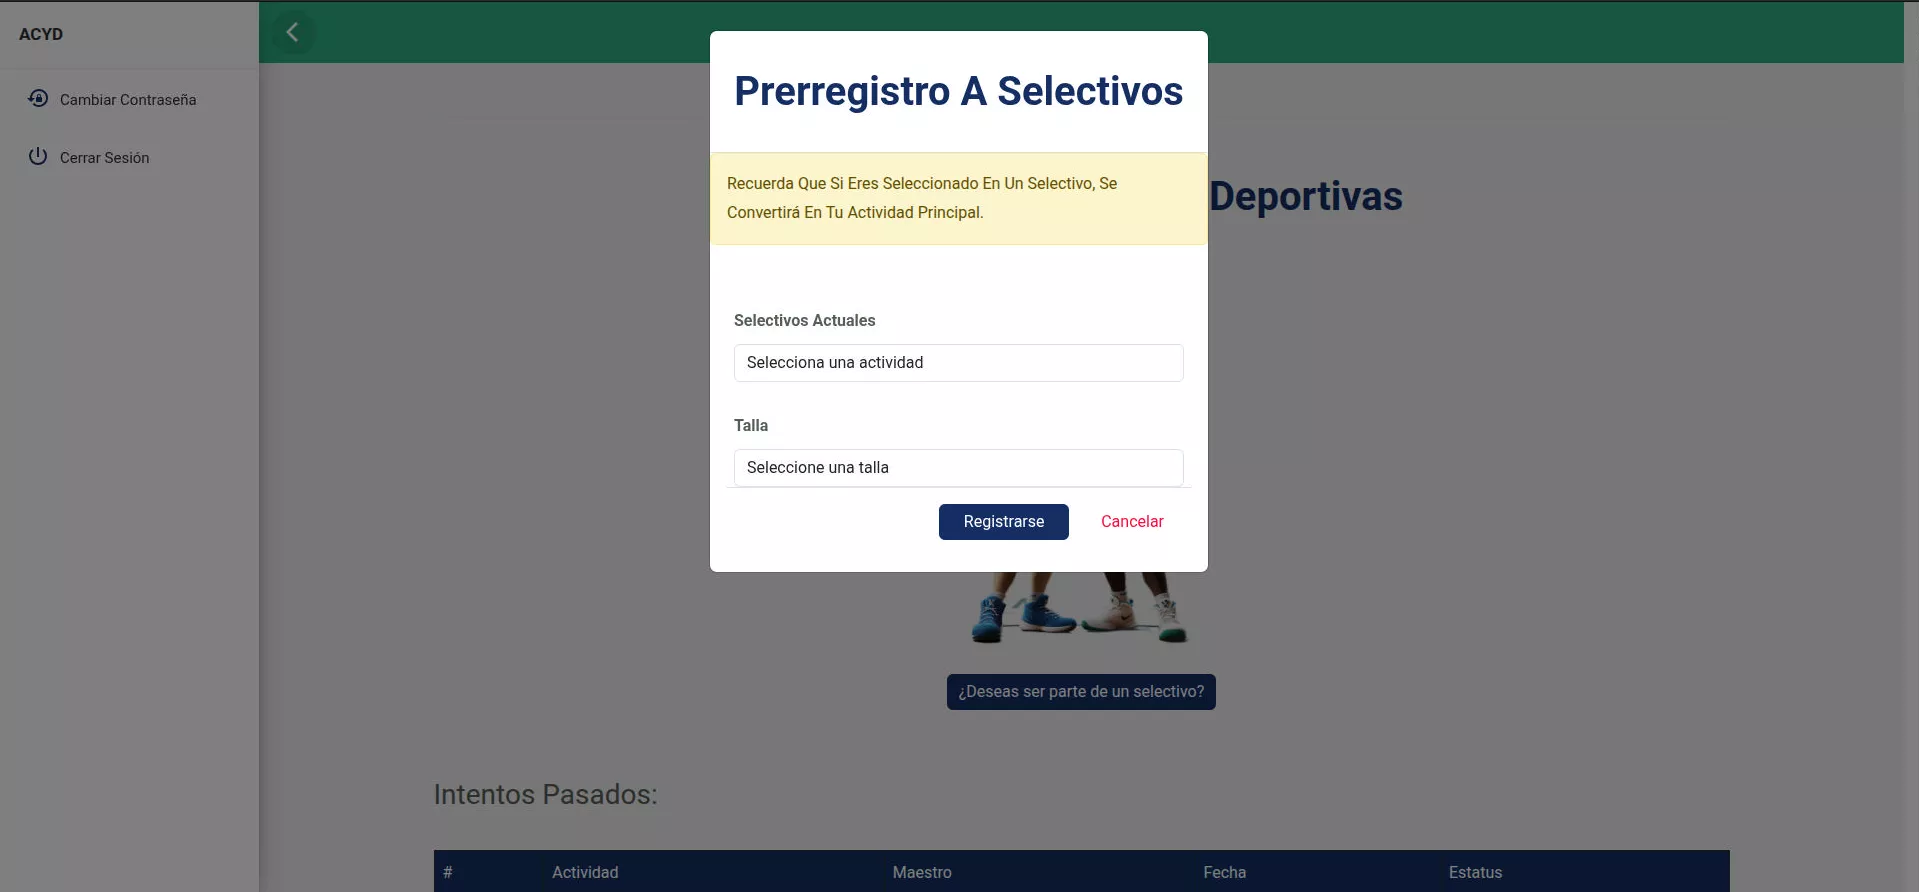 ACYD
Cambiar Contraseña
Cerrar Sesión
Prerregistro A Selectivos
Recuerda Que Si Eres Seleccionado En Un Selectivo, Se
Convertirá En Tu Actividad Principal.
Deportivas
Selectivos Actuales
Selecciona una actividad
Talla
Seleccione una talla
Registrarse Cancelar
¿Deseas ser parte de un selectivo?
Intentos Pasados:
# Actividad Maestro Fecha Estatus